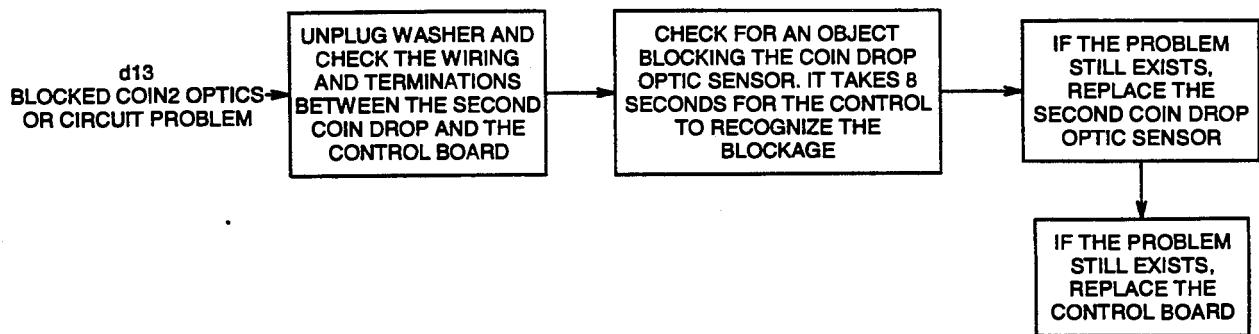 d13
BLOCKED COIN2 OPTICS
OR CIRCUIT PROBLEM
UNPLUG WASHER AND
CHECK THE WIRING
AND TERMINATIONS
BETWEEN THE SECOND
COIN DROP AND THE
CONTROL BOARD
CHECK FOR AN OBJECT
BLOCKING THE COIN DROP
OPTIC SENSOR. IT TAKES 8
SECONDS FOR THE CONTROL
TO RECOGNIZE THE
BLOCKAGE
IF THE PROBLEM
STILL EXISTS,
REPLACE THE
SECOND COIN DROP
OPTIC SENSOR
IF THE PROBLEM
STILL EXISTS,
REPLACE THE
CONTROL BOARD